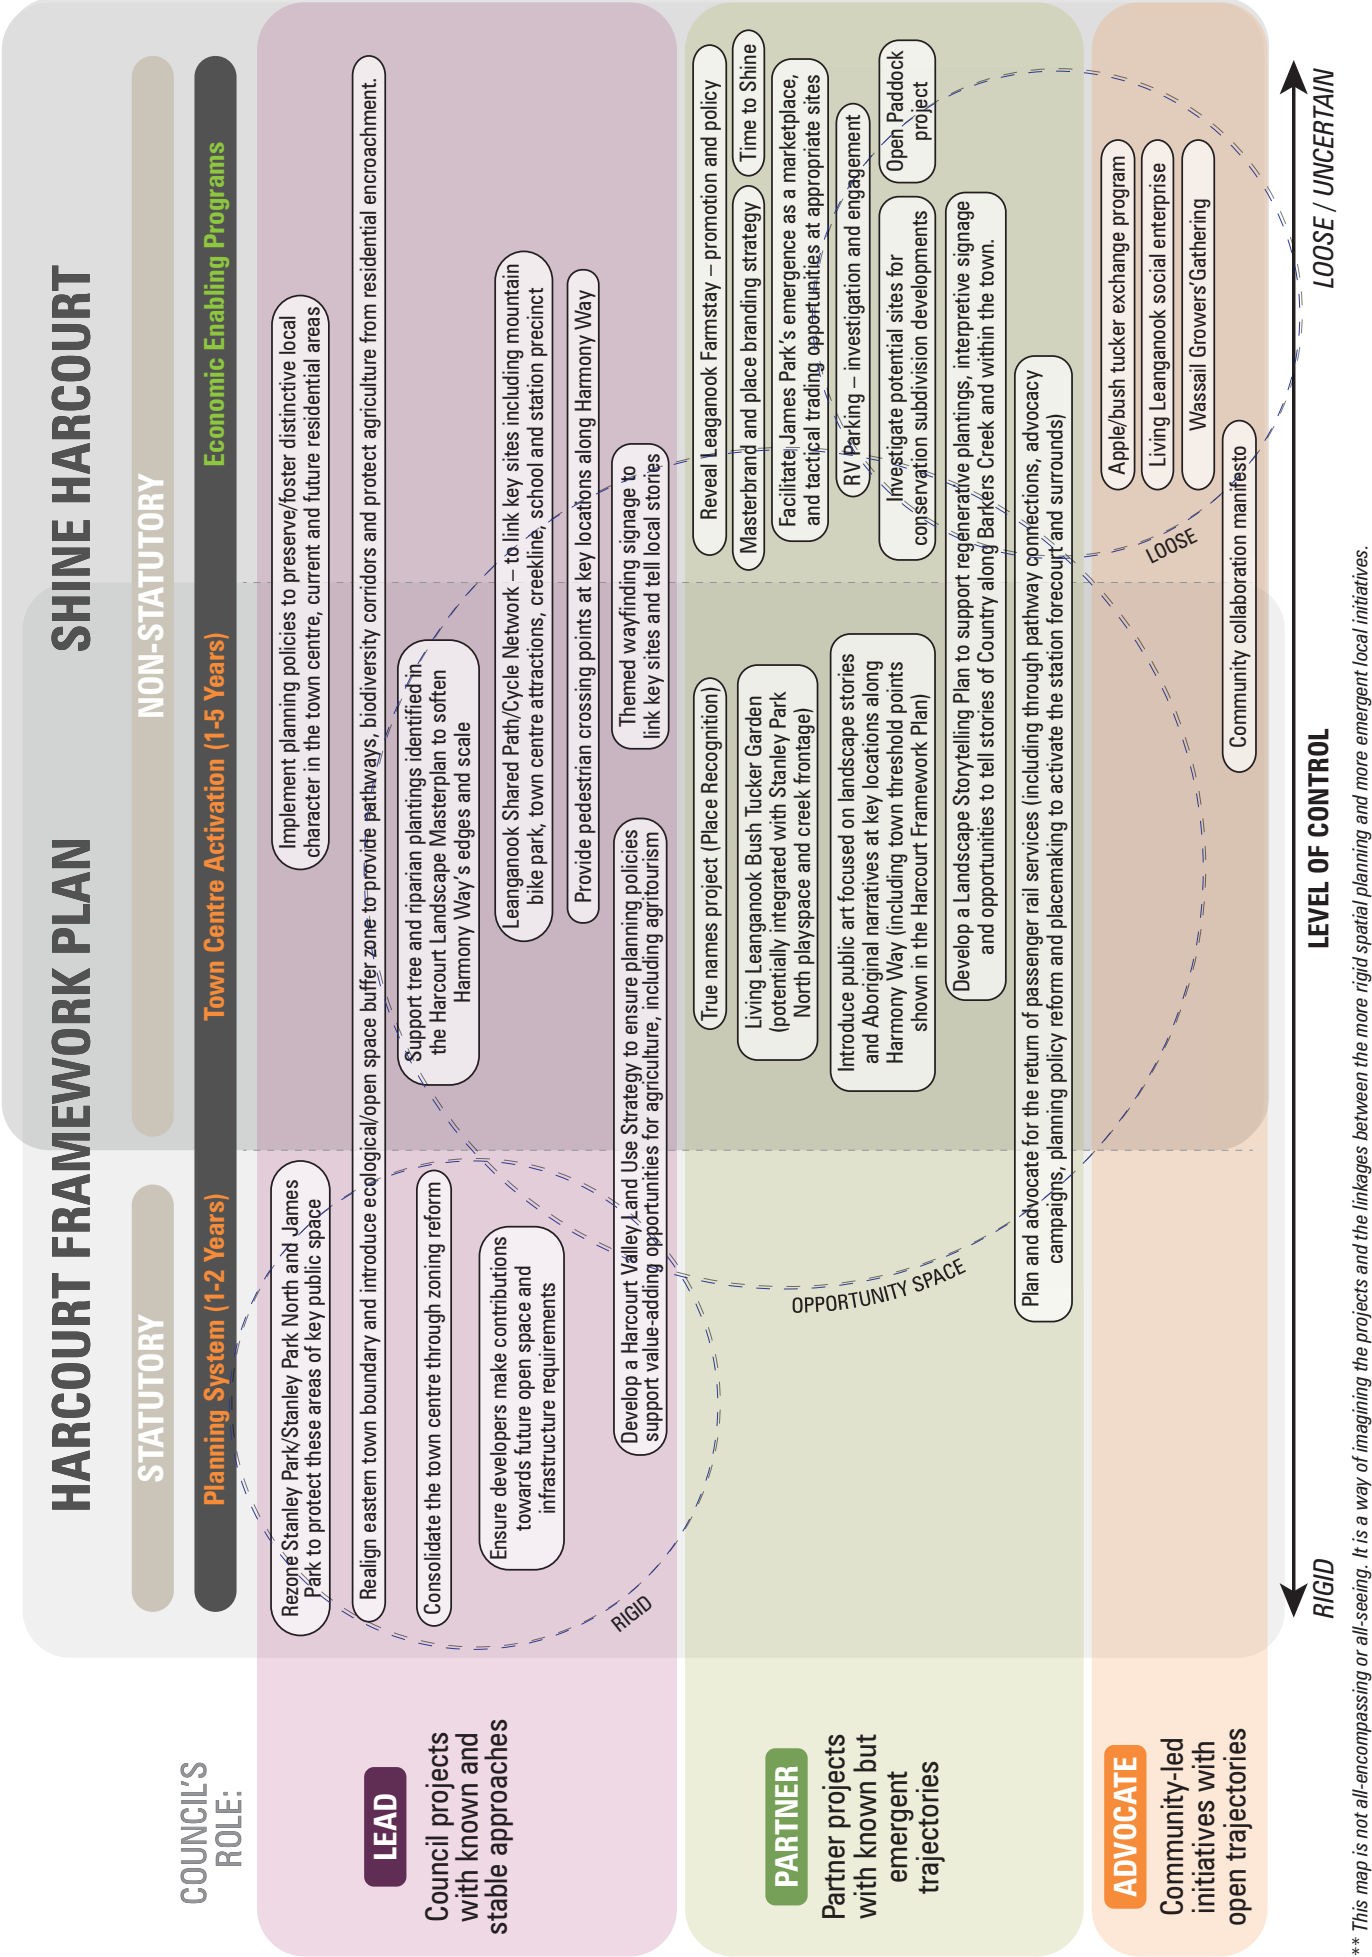 HARCOURT FRAMEWORK PLAN
SHINE HARCOURT
STATUTORY
NON-STATUTORY
Planning System (1-2 Years)
Town Centre Activation (1-5 Years)
Economic Enabling Programs
COUNCIL'S
ROLE:
LEAD
Council projects
with known and
stable approaches
Rezone Stanley Park/Stanley Park North and James
Park to protect these areas of key public space
Implement planning policies to preserve/foster distinctive local
character in the town centre, current and future residential areas
Realign eastern town boundary and introduce ecological/open space buffer zone to provide pathways, biodiversity corridors and protect agriculture from residential encroachment.
Consolidate the town centre through zoning reform
Support tree and riparian plantings identified in
the Harcourt Landscape Masterplan to soften
Harmony Way's edges and scale
Ensure developers make contributions
towards future open space and
infrastructure requirements
Leanganook Shared Path/Cycle Network – to link key sites including mountain
bike park, town centre attractions, creekline, school and station precinct
Provide pedestrian crossing points at key locations along Harmony Way
Develop a Harcourt Valley Land Use Strategy to ensure planning policies
support value-adding opportunities for agriculture, including agritourism
Themed wayfinding signage to
link key sites and tell local stories
RIGID
PARTNER
Partner projects
with known but
emergent
trajectories
True names project (Place Recognition)
Reveal Leaganook Farmstay – promotion and policy
Living Leanganook Bush Tucker Garden
(potentially integrated with Stanley Park
North playspace and creek frontage)
Masterbrand and place branding strategy
Time to Shine
Facilitate James Park's emergence as a marketplace,
and tactical trading opportunities at appropriate sites
Introduce public art focused on landscape stories
and Aboriginal narratives at key locations along
Harmony Way (including town threshold points
shown in the Harcourt Framework Plan)
RV Parking – investigation and engagement
Investigate potential sites for
conservation subdivision developments
Open Paddock
project
Develop a Landscape Storytelling Plan to support regenerative plantings, interpretive signage
and opportunities to tell stories of Country along Barkers Creek and within the town.
Plan and advocate for the return of passenger rail services (including through pathway connections, advocacy
campaigns, planning policy reform and placemaking to activate the station forecourt and surrounds)
OPPORTUNITY SPACE
ADVOCATE
Community-led
initiatives with
open trajectories
Apple/bush tucker exchange program
Living Leanganook social enterprise
Wassail Growers'Gathering
Community collaboration manifesto
LOOSE
RIGID
LEVEL OF CONTROL
LOOSE / UNCERTAIN
** This map is not all-encompassing or all-seeing. It is a way of imagining the projects and the linkages between the more rigid spatial planning and more emergent local initiatives.